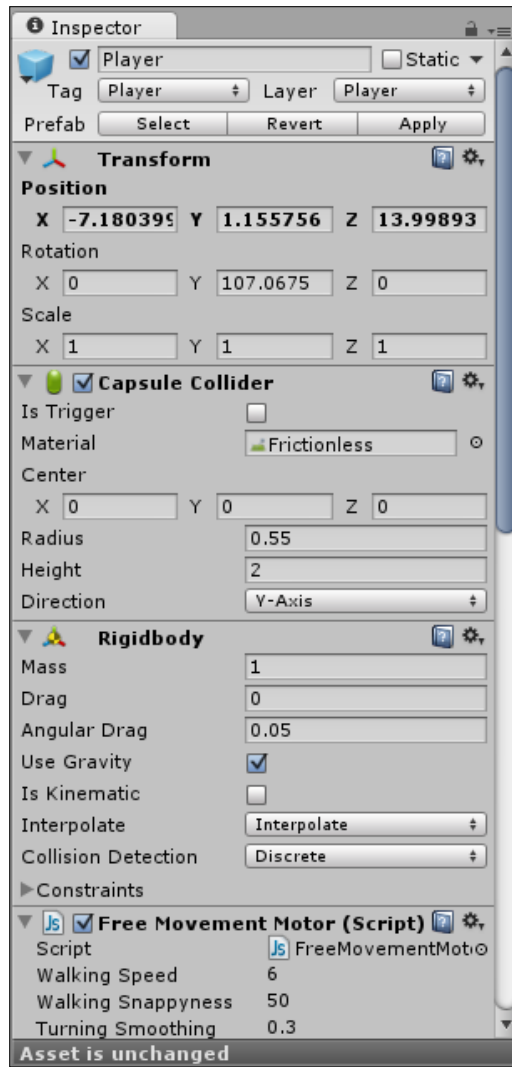 Inspector
Player Static
Tag Player Layer Player
Prefab Select Revert Apply
Transform
Position
X -7.180399 Y 1.155756 Z 13.99893
Rotation
X 0 Y 107.0675 Z 0
Scale
X 1 Y 1 Z 1
Capsule Collider
Is Trigger
Material Frictionless
Center
X 0 Y 0 Z 0
Radius 0.55
Height 2
Direction Y-Axis
Rigidbody
Mass 1
Drag 0
Angular Drag 0.05
Use Gravity
Is Kinematic
Interpolate Interpolate
Collision Detection Discrete
Constraints
Js Free Movement Motor (Script)
Script Js FreeMovementMot
Walking Speed 6
Walking Snappyness 50
Turning Smoothing 0.3
Asset is unchanged